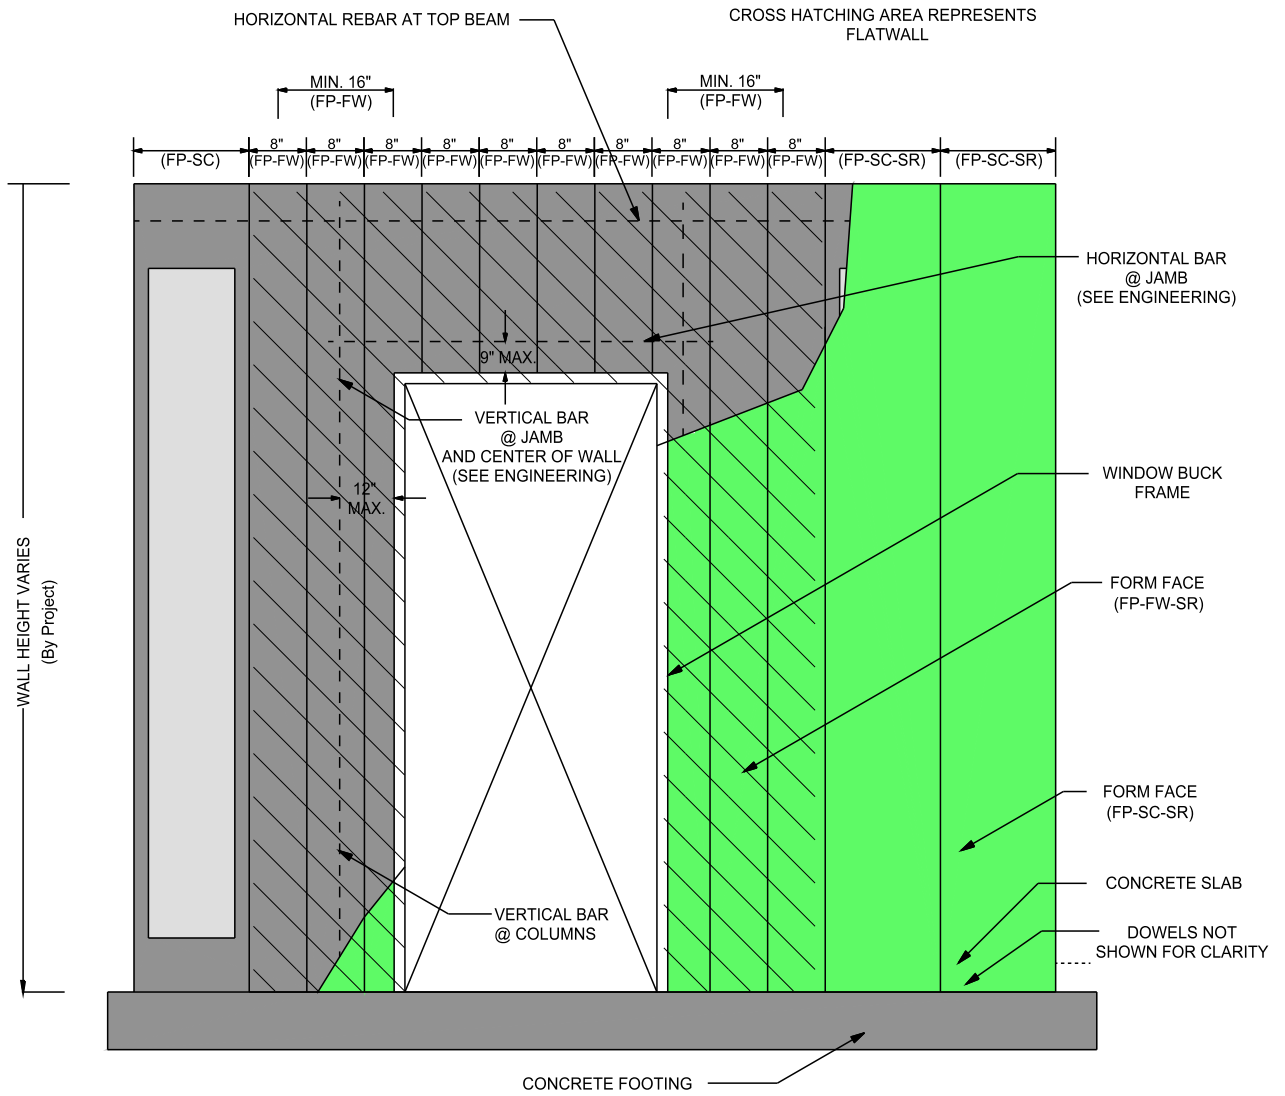 HORIZONTAL REBAR AT TOP BEAM
CROSS HATCHING AREA REPRESENTS
FLATWALL
MIN. 16"
(FP-FW)
MIN. 16"
(FP-FW)
(FP-SC)
8"
(FP-FW)
8"
(FP-FW)
8"
(FP-FW)
8"
(FP-FW)
8"
(FP-FW)
8"
(FP-FW)
8"
(FP-FW)
8"
(FP-FW)
8"
(FP-FW)
8"
(FP-FW)
(FP-SC-SR)
(FP-SC-SR)
HORIZONTAL BAR
@ JAMB
(SEE ENGINEERING)
9" MAX.
VERTICAL BAR
@ JAMB
AND CENTER OF WALL
(SEE ENGINEERING)
12"
MAX.
WINDOW BUCK
FRAME
WALL HEIGHT VARIES
(By Project)
FORM FACE
(FP-FW-SR)
FORM FACE
(FP-SC-SR)
CONCRETE SLAB
VERTICAL BAR
@ COLUMNS
DOWELS NOT
SHOWN FOR CLARITY
CONCRETE FOOTING